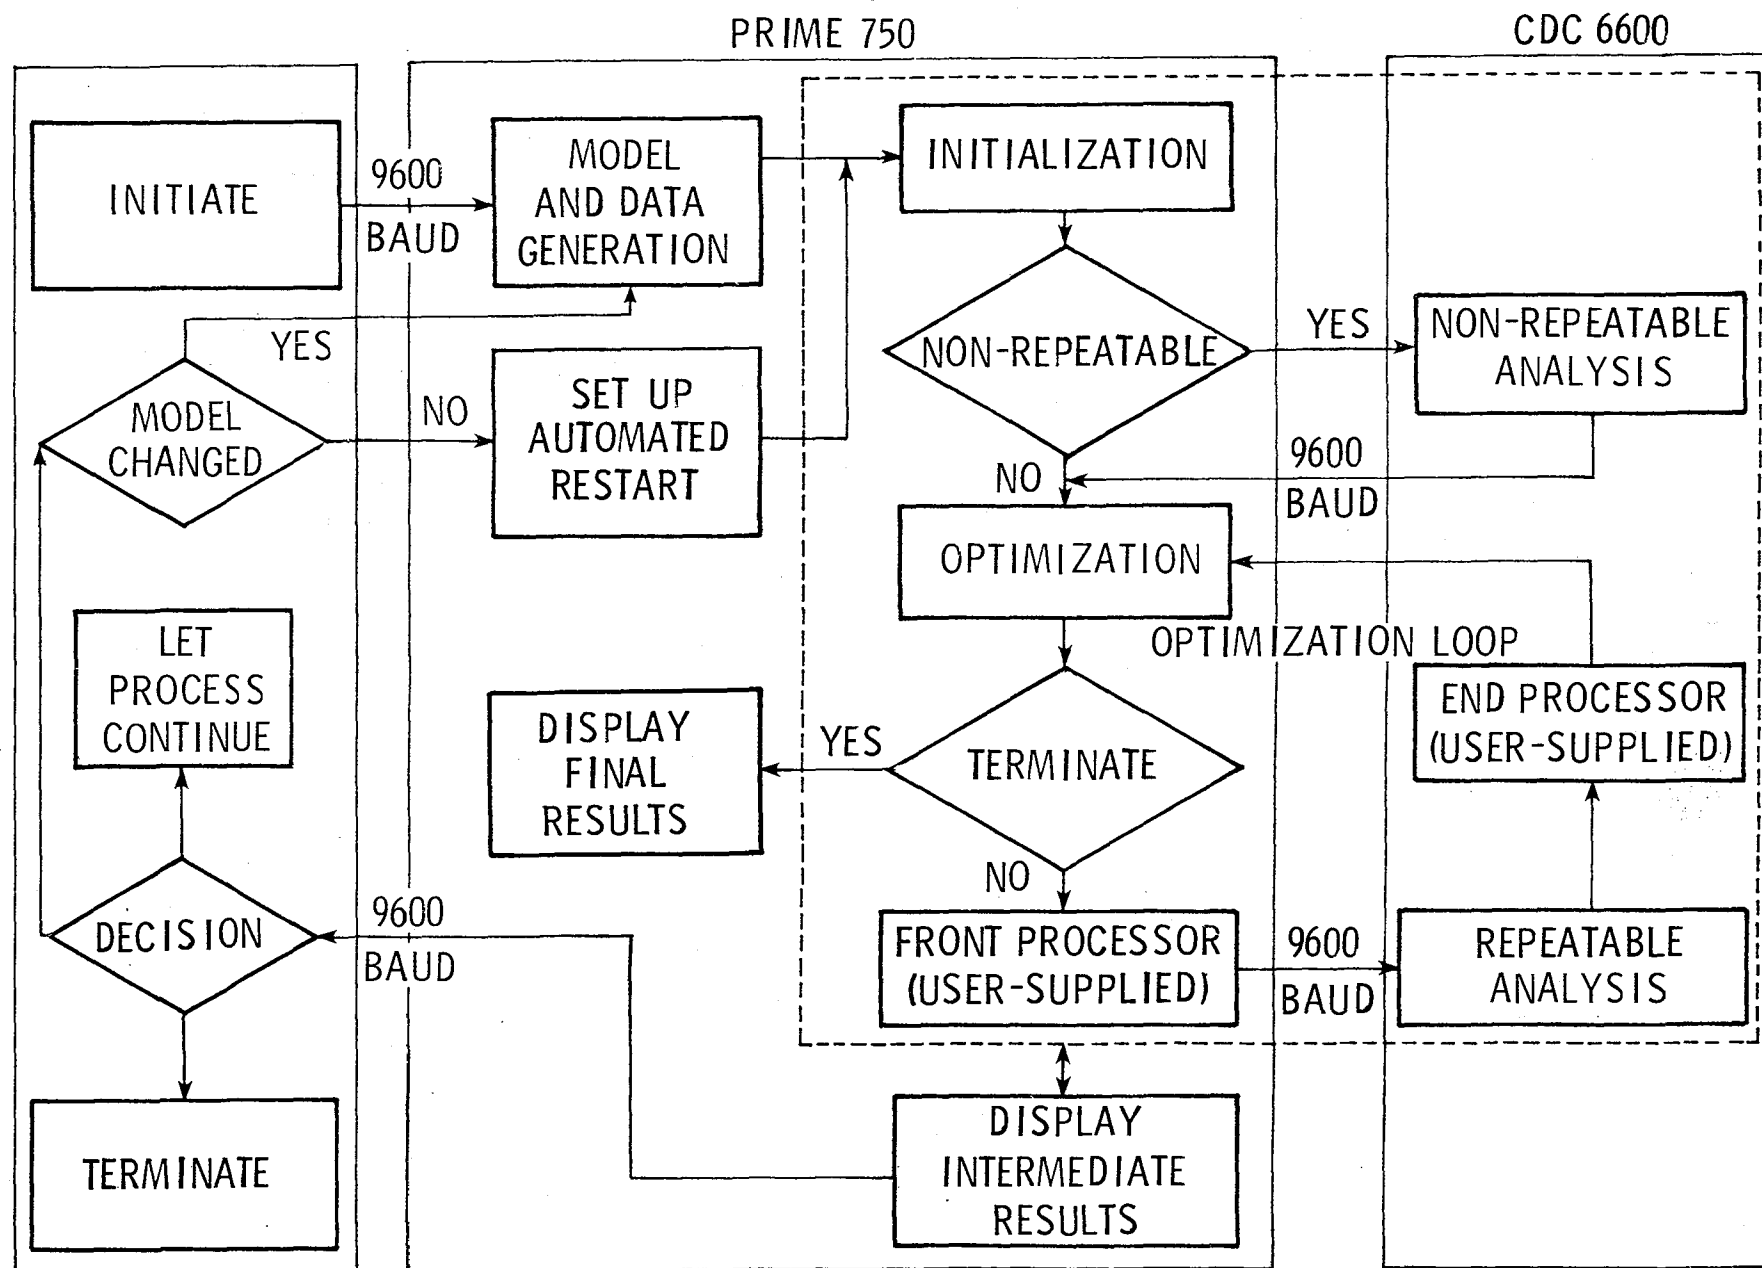 PRIME 750
CDC 6600
INITIATE
9600
BAUD
MODEL
AND DATA
GENERATION
INITIALIZATION
YES
MODEL
CHANGED
NO
SET UP
AUTOMATED
RESTART
NON-REPEATABLE
YES
NON-REPEATABLE
ANALYSIS
NO
9600
BAUD
OPTIMIZATION
OPTIMIZATION LOOP
LET
PROCESS
CONTINUE
DISPLAY
FINAL
RESULTS
YES
TERMINATE
END PROCESSOR
(USER-SUPPLIED)
NO
DECISION
9600
BAUD
FRONT PROCESSOR
(USER-SUPPLIED)
9600
BAUD
REPEATABLE
ANALYSIS
TERMINATE
DISPLAY
INTERMEDIATE
RESULTS